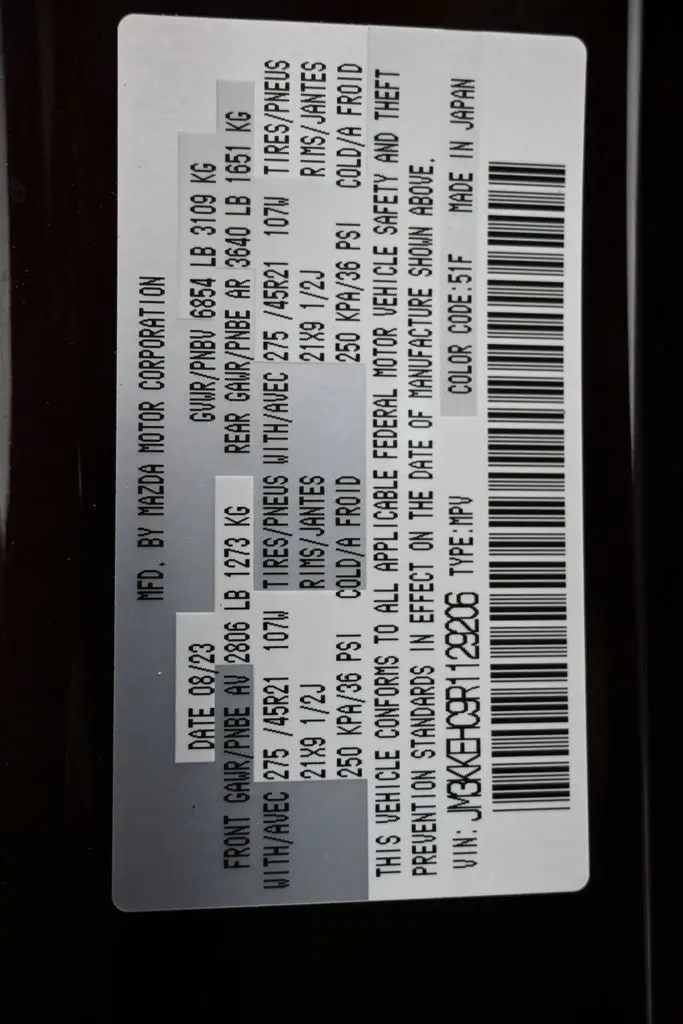 MFD. BY MAZDA MOTOR CORPORATION
DATE 08/23 GVWR/PNBV 6854 LB 3109 KG
FRONT GAWR/PNBE AV 2806 LB 1273 KG REAR GAWR/PNBE AR 3640 LB 1651 KG
WITH/AVEC 275 /45R21 107W TIRES/PNEUS WITH/AVEC 275 /45R21 107W TIRES/PNEUS
21X9 1/2J RIMS/JANTES 21X9 1/2J RIMS/JANTES
250 KPA/36 PSI COLD/A FROID 250 KPA/36 PSI COLD/A FROID
THIS VEHICLE CONFORMS TO ALL APPLICABLE FEDERAL MOTOR VEHICLE SAFETY AND THEFT
PREVENTION STANDARDS IN EFFECT ON THE DATE OF MANUFACTURE SHOWN ABOVE.
VIN: JM3KKEHC9R1129206 TYPE:MPV COLOR CODE:51F MADE IN JAPAN